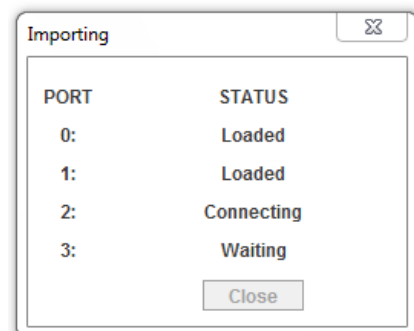 Importing
PORT STATUS
0: Loaded
1: Loaded
2: Connecting
3: Waiting
Close